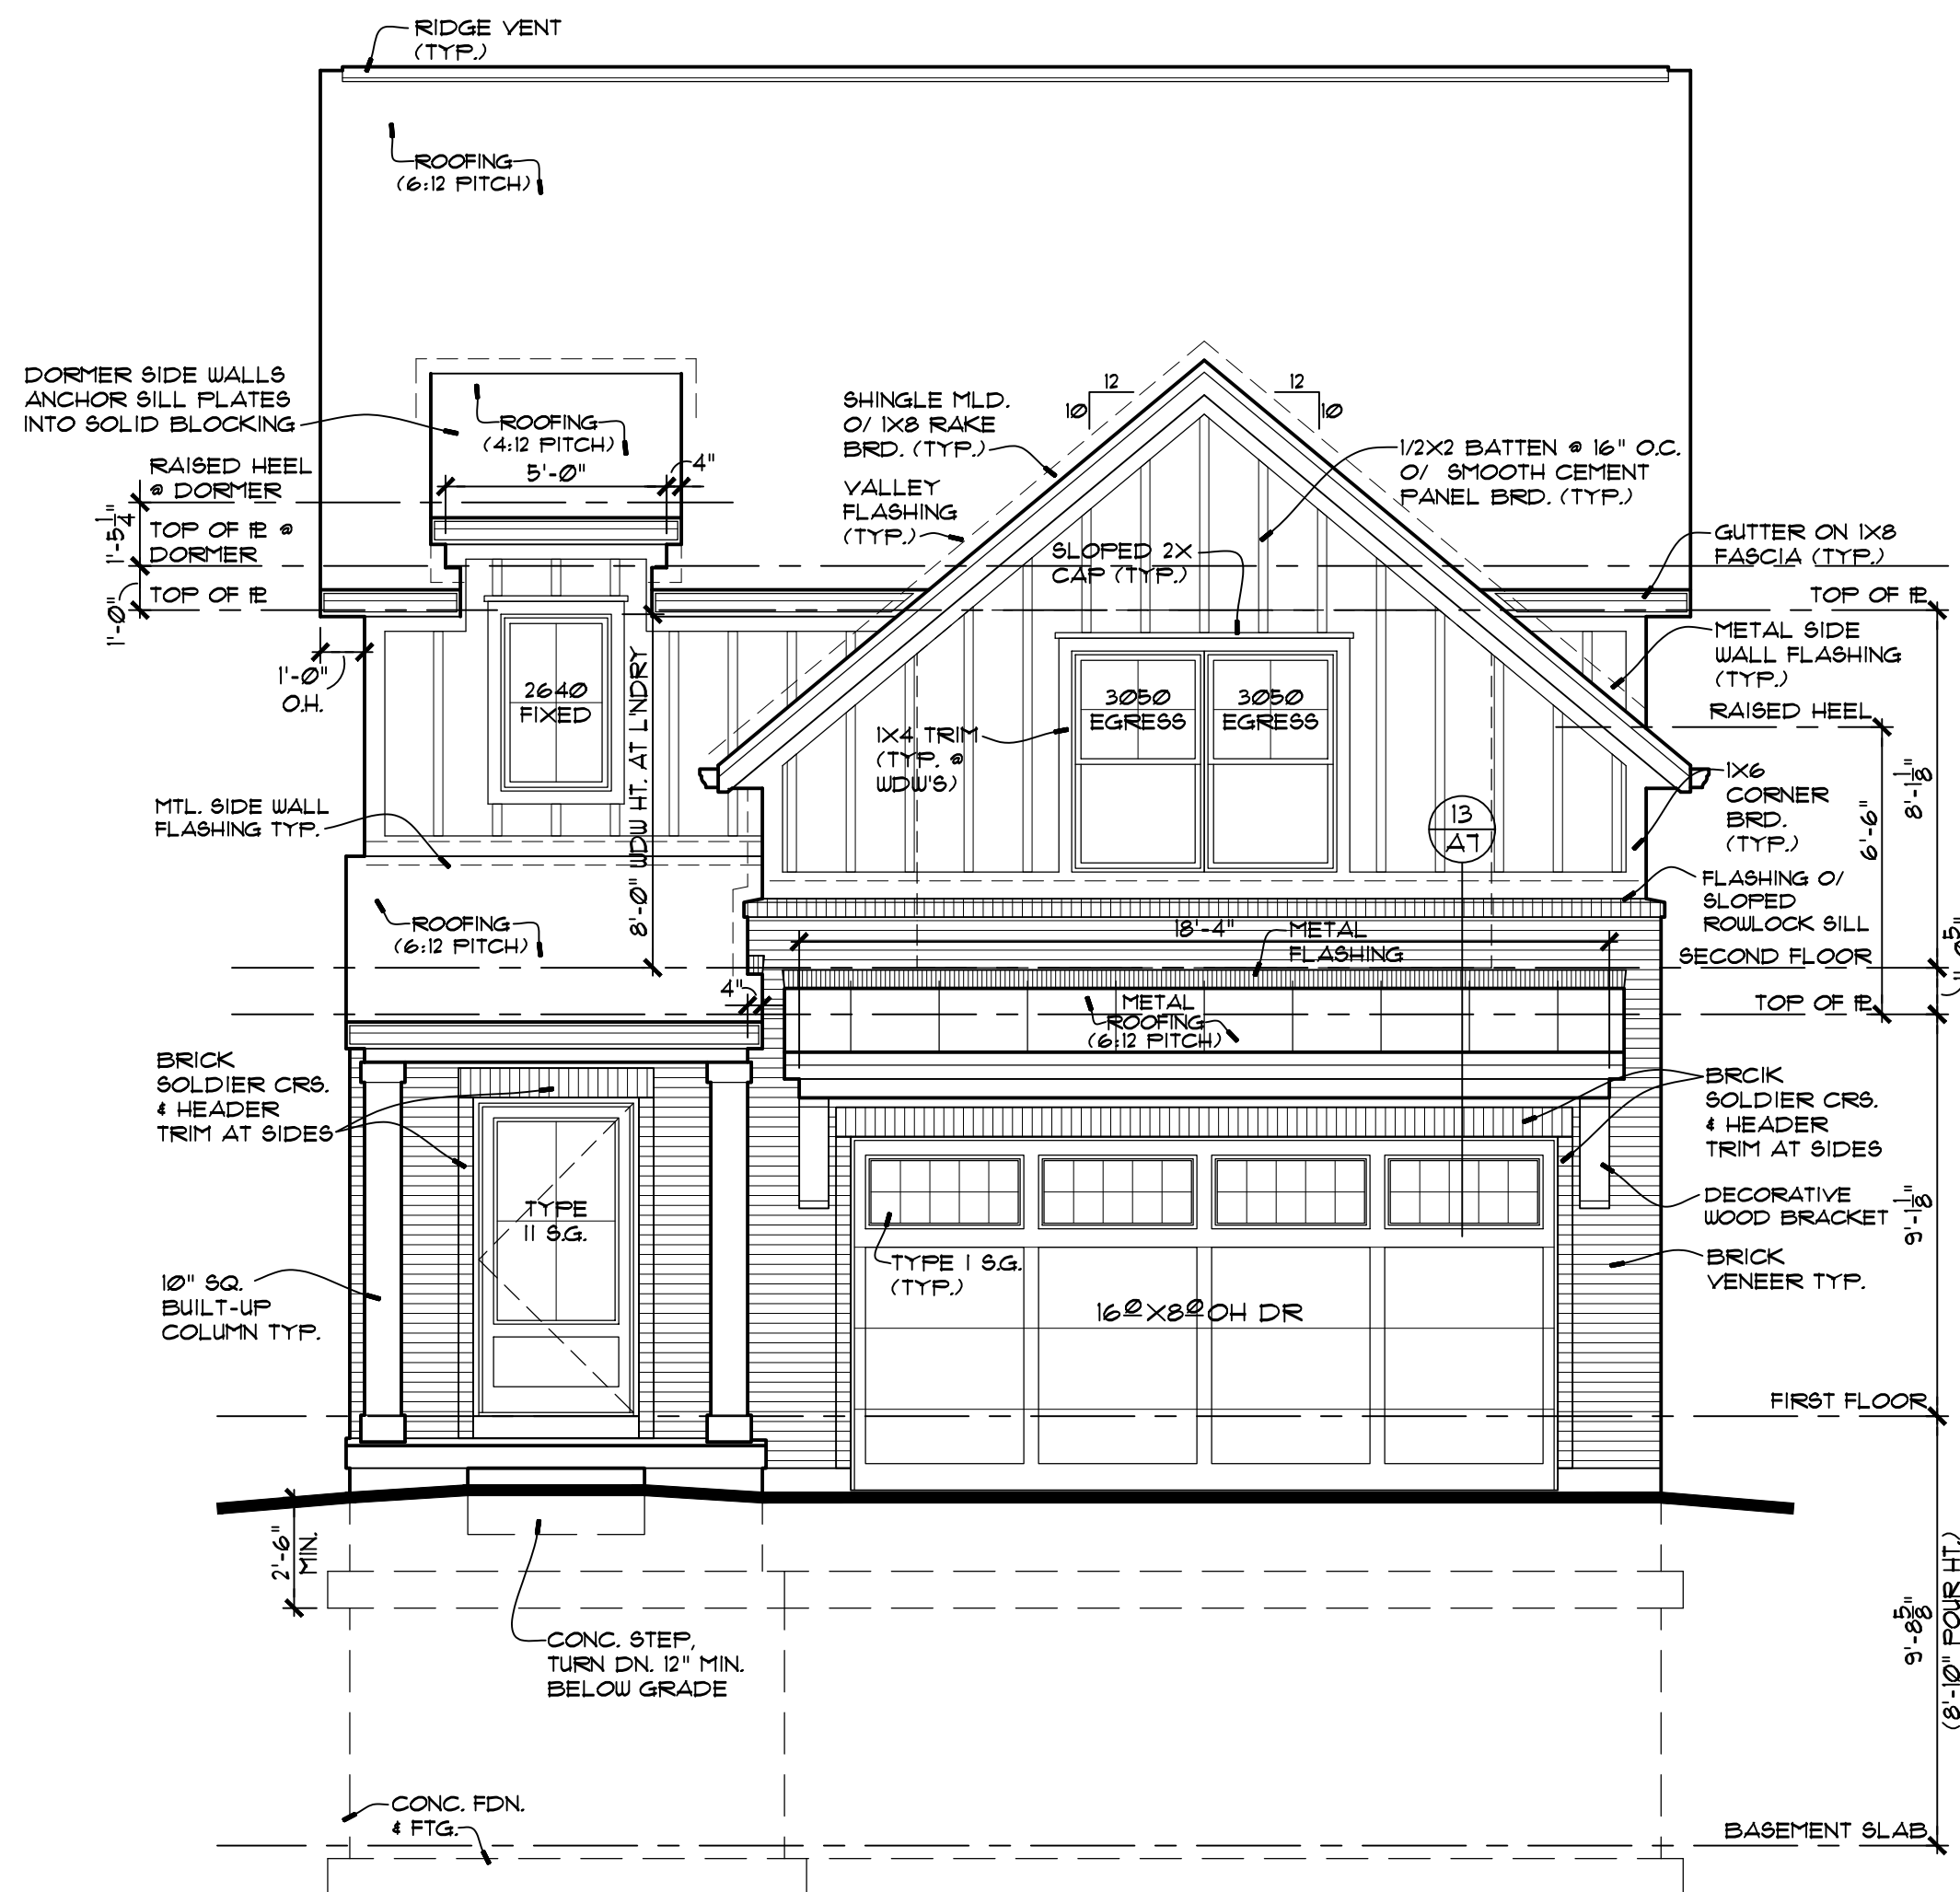 RIDGE VENT
(TYP.)
ROOFING
(6:12 PITCH)
DORMER SIDE WALLS
ANCHOR SILL PLATES
INTO SOLID BLOCKING
ROOFING
(4:12 PITCH)
5'-0"
4"
RAISED HEEL
@ DORMER
1'-5 1/4"
TOP OF PL @
DORMER
1'-0"
TOP OF PL
1'-0"
O.H.
SHINGLE MLD.
O/ 1X8 RAKE
BRD. (TYP.)
VALLEY
FLASHING
(TYP.)
12
10
12
10
1/2X2 BATTEN @ 16" O.C.
O/ SMOOTH CEMENT
PANEL BRD. (TYP.)
SLOPED 2X
CAP (TYP.)
GUTTER ON 1X8
FASCIA (TYP.)
TOP OF PL
METAL SIDE
WALL FLASHING
(TYP.)
RAISED HEEL
2640
FIXED
8'-0" WDW HT. AT L'NDRY
3050
EGRESS
3050
EGRESS
1X4 TRIM
(TYP. @
WDW'S)
1X6
CORNER
BRD.
(TYP.)
8'-1 1/8"
6'-6"
MTL. SIDE WALL
FLASHING TYP.
13
A7
FLASHING O/
SLOPED
ROWLOCK SILL
ROOFING
(6:12 PITCH)
18'-4"
METAL
FLASHING
SECOND FLOOR
4"
METAL
ROOFING
(6:12 PITCH)
TOP OF PL
BRICK
SOLDIER CRS.
& HEADER
TRIM AT SIDES
BRCIK
SOLDIER CRS.
& HEADER
TRIM AT SIDES
TYPE
11 S.G.
TYPE 1 S.G.
(TYP.)
DECORATIVE
WOOD BRACKET
9'-1 1/8"
BRICK
VENEER TYP.
10" SQ.
BUILT-UP
COLUMN TYP.
16⁰X8⁰ OH DR
FIRST FLOOR
2'-6"
MIN.
CONC. STEP,
TURN DN. 12" MIN.
BELOW GRADE
9'-8 5/8"
(8'-10" POUR HT.)
CONC. FDN.
& FTG.
BASEMENT SLAB